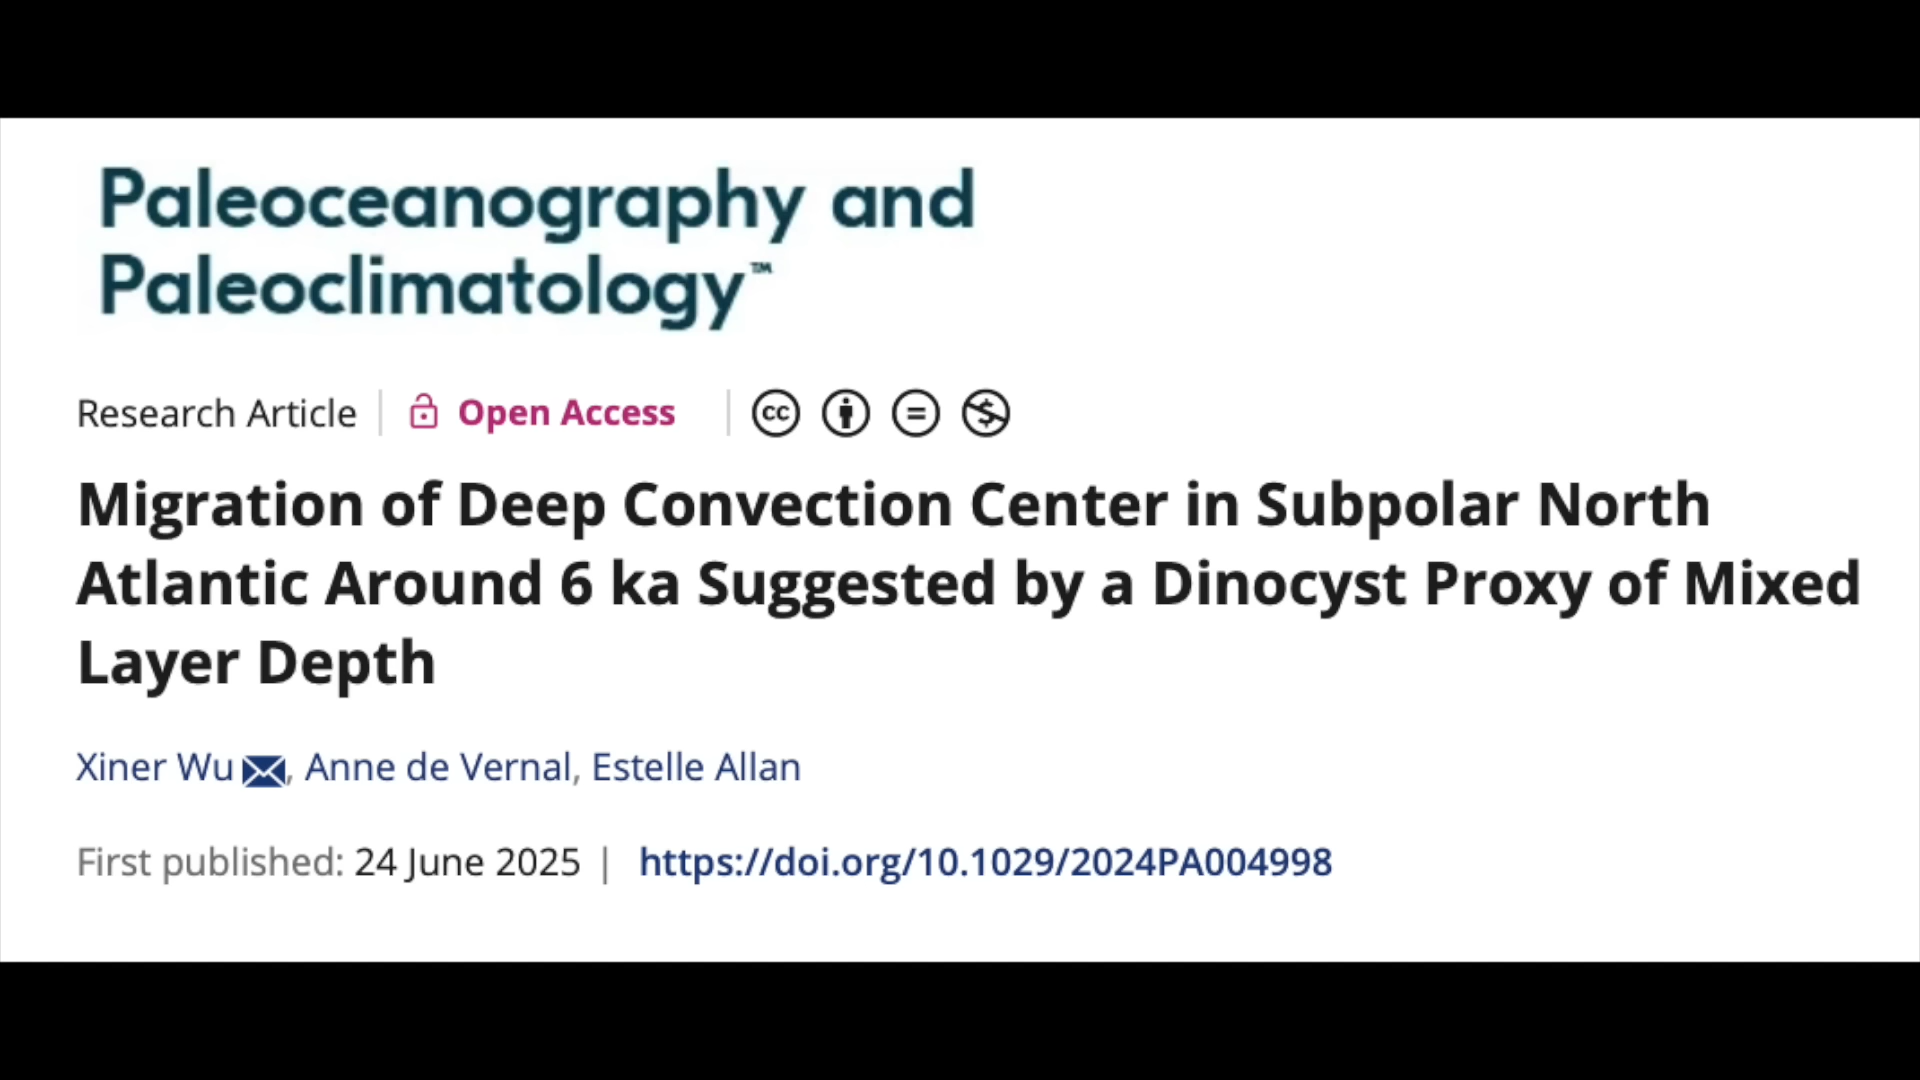 Paleoceanography and
Paleoclimatology™
Research Article | Open Access | cc
Migration of Deep Convection Center in Subpolar North
Atlantic Around 6 ka Suggested by a Dinocyst Proxy of Mixed
Layer Depth
Xiner Wu, Anne de Vernal, Estelle Allan
First published: 24 June 2025 | https://doi.org/10.1029/2024PA004998